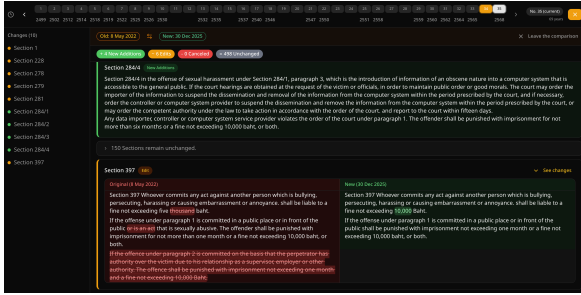 No. 35(current)
Changes (10)
Old: 8 May 2022
New: 30 Dec 2025
Leave the comparison
+ 4 New Additions
6 Edits
- 0 Canceled
= 498 Unchanged
Section 1
Section 228
Section 278
Section 279
Section 281
Section 284/1
Section 284/2
Section 284/3
Section 284/4
Section 397
Section 284/4 New Additions
Section 284/4 in the offense of sexual harassment under Section 284/1, paragraph 3, which is the introduction of information of an obscene nature into a computer system that is
accessible to the general public. If the court hearings are obtained at the request of the victim or officials, in order to maintain public order or good morals. The court may order the
importer of the information to suspend the dissemination and removal of the information from the computer system within the period prescribed by the court, and if necessary,
order the controller or computer system provider to suspend the dissemination and remove the information from the computer system within the period prescribed by the court, or
may order the competent authority under the law to take action in accordance with the order of the court, and report to the court within fifteen days.
Any data importer, controller or computer system service provider violates the order of the court under paragraph 1. The offender shall be punished with imprisonment for not
more than six months or a fine not exceeding 10,000 baht, or both.
150 Sections remain unchanged.
Section 397
See changes
Original (8 May 2022)
Section 397 Whoever commits any act against another person which is bullying,
persecuting, harassing or causing embarrassment or annoyance. shall be liable to a
fine not exceeding five thousand baht.
If the offense under paragraph 1 is committed in a public place or in front of the
public or is an act that is sexually abusive. The offender shall be punished with
imprisonment for not more than one month or a fine not exceeding 10,000 baht, or
both.
If the offence under paragraph 2 is committed on the basis that the perpetrator has
authority over the victim due to his relationship as a supervisor, employer or other
authority. The offender shall be punished with imprisonment not exceeding one month
and a fine not exceeding 10,000 Baht.
New (30 Dec 2025)
Section 397 Whoever commits any act against another person which is bullying,
persecuting, harassing or causing embarrassment or annoyance. shall be liable to a
fine not exceeding 10,000 Baht.
If the offense under paragraph 1 is committed in a public place or in front of the
public. The offender shall be punished with imprisonment for not more than one month or a fine not
exceeding 10,000 baht, or both.